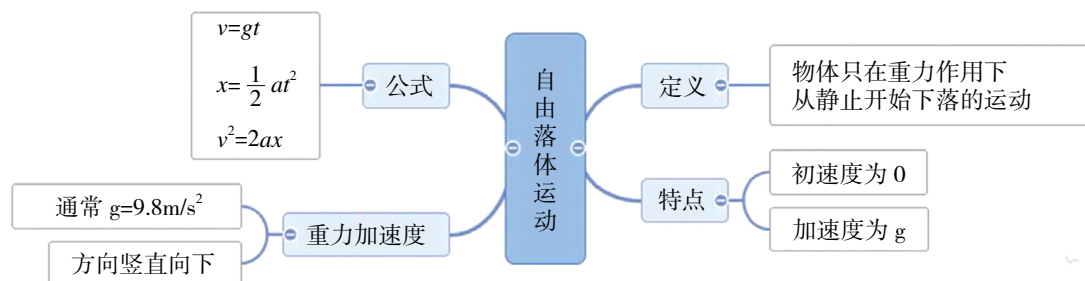 v=gt
x=1/2 at²
v²=2ax
公式
通常 g=9.8m/s²
方向竖直向下
重力加速度
自由落体运动
定义
物体只在重力作用下
从静止开始下落的运动
特点
初速度为 0
加速度为 g